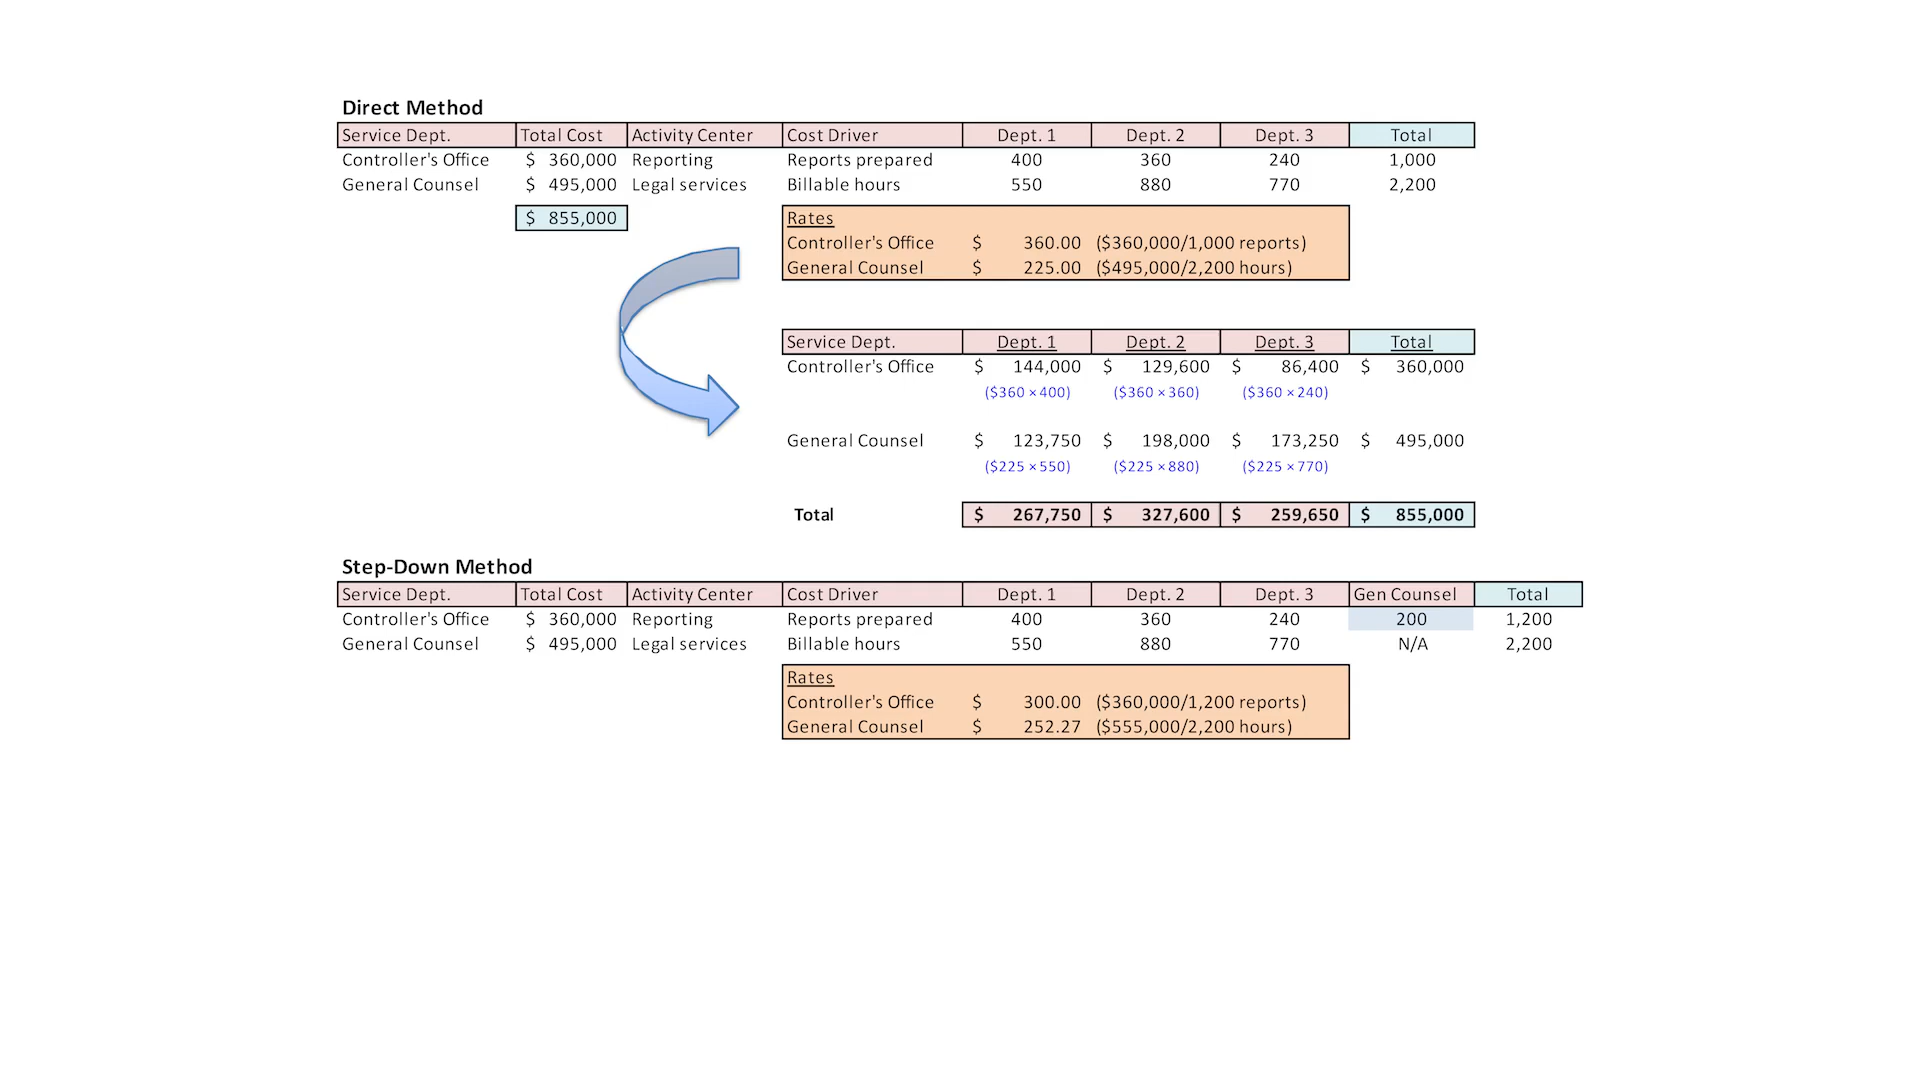 Direct Method
Service Dept. Total Cost Activity Center Cost Driver Dept. 1 Dept. 2 Dept. 3 Total
Controller's Office $ 360,000 Reporting Reports prepared 400 360 240 1,000
General Counsel $ 495,000 Legal services Billable hours 550 880 770 2,200
$ 855,000 Rates
Controller's Office $ 360.00 ($360,000/1,000 reports)
General Counsel $ 225.00 ($495,000/2,200 hours)
Service Dept. Dept. 1 Dept. 2 Dept. 3 Total
Controller's Office $ 144,000 $ 129,600 $ 86,400 $ 360,000
($360 × 400) ($360 × 360) ($360 × 240)
General Counsel $ 123,750 $ 198,000 $ 173,250 $ 495,000
($225 × 550) ($225 × 880) ($225 × 770)
Total $ 267,750 $ 327,600 $ 259,650 $ 855,000
Step-Down Method
Service Dept. Total Cost Activity Center Cost Driver Dept. 1 Dept. 2 Dept. 3 Gen Counsel Total
Controller's Office $ 360,000 Reporting Reports prepared 400 360 240 200 1,200
General Counsel $ 495,000 Legal services Billable hours 550 880 770 N/A 2,200
Rates
Controller's Office $ 300.00 ($360,000/1,200 reports)
General Counsel $ 252.27 ($555,000/2,200 hours)